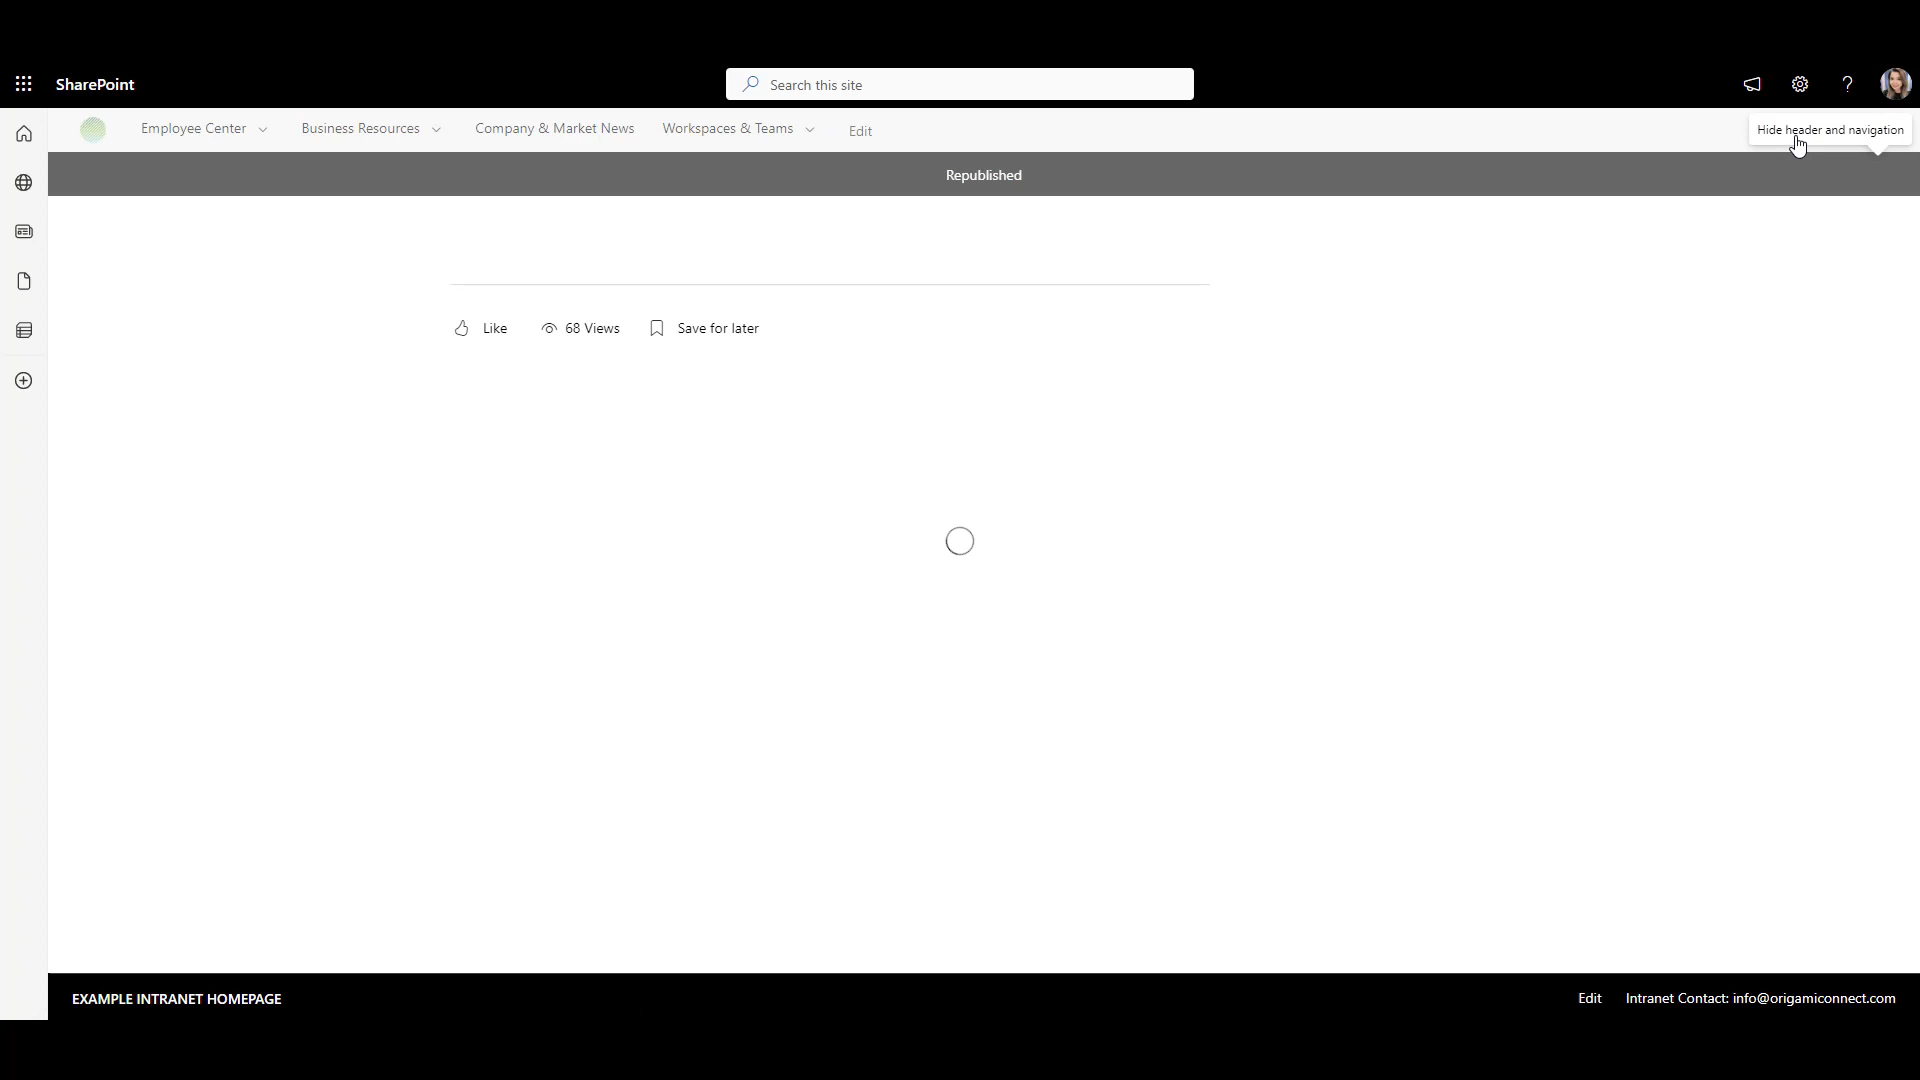 SharePoint
Search this site
Employee Center
Business Resources
Company & Market News
Workspaces & Teams
Edit
Hide header and navigation
Republished
Like
68 Views
Save for later
EXAMPLE INTRANET HOMEPAGE
Edit
Intranet Contact: info@origamiconnect.com